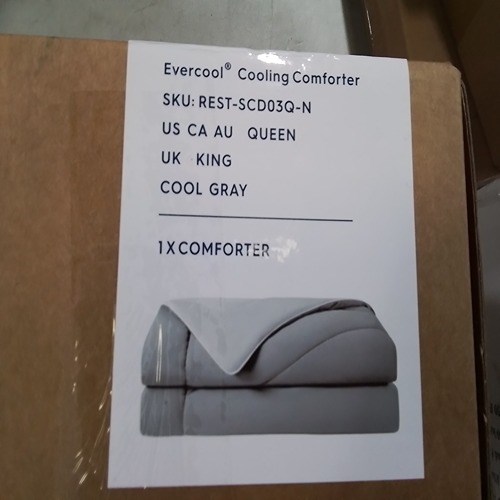 Evercool® Cooling Comforter
SKU: REST-SCD03Q-N
US CA AU QUEEN
UK KING
COOL GRAY
1 X COMFORTER